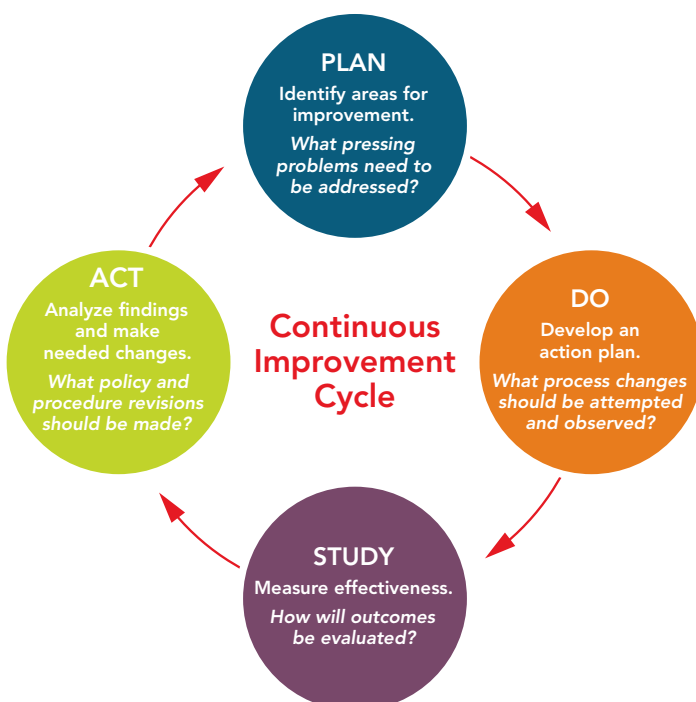 PLAN
Identify areas for
improvement.
What pressing
problems need to
be addressed?
DO
Develop an
action plan.
What process changes
should be attempted
and observed?
STUDY
Measure effectiveness.
How will outcomes
be evaluated?
ACT
Analyze findings
and make
needed changes.
What policy and
procedure revisions
should be made?
Continuous
Improvement
Cycle